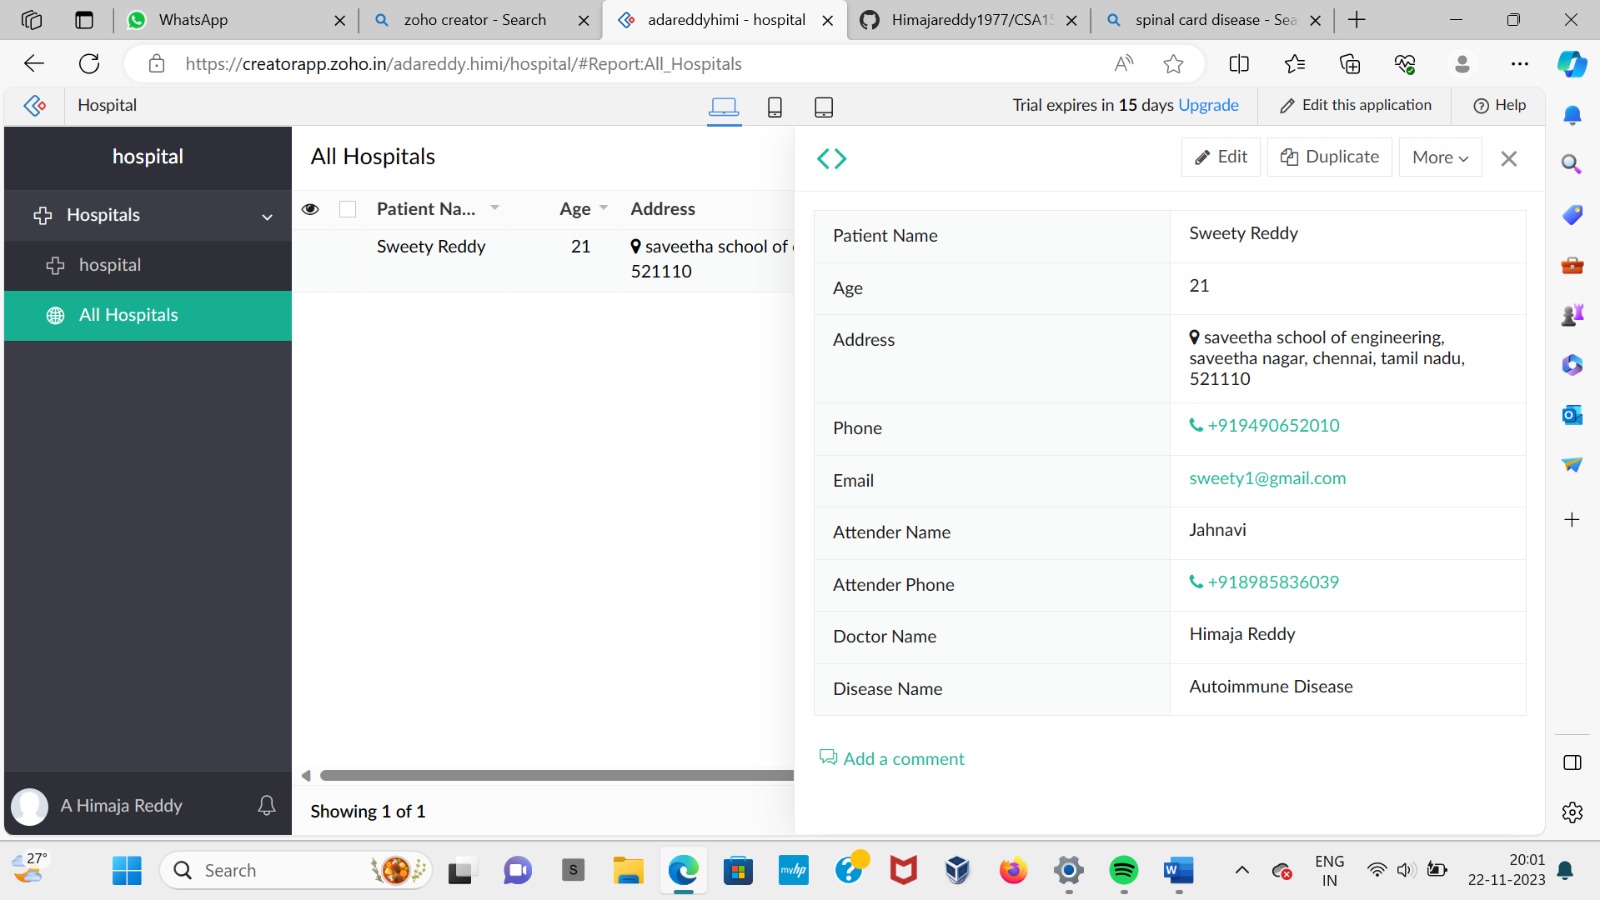 WhatsApp
zoho creator - Search
adareddyhimi - hospital
Himajareddy1977/CSA15
spinal card disease - Sea
https://creatorapp.zoho.in/adareddy.himi/hospital/#Report:All_Hospitals
Hospital
Trial expires in 15 days Upgrade
Edit this application
Help
hospital
Hospitals
hospital
All Hospitals
A Himaja Reddy
All Hospitals
Patient Na...
Age
Address
Sweety Reddy
21
saveetha school of
521110
Showing 1 of 1
Edit
Duplicate
More
Patient Name
Sweety Reddy
Age
21
Address
saveetha school of engineering,
saveetha nagar, chennai, tamil nadu,
521110
Phone
+919490652010
Email
sweety1@gmail.com
Attender Name
Jahnavi
Attender Phone
+918985836039
Doctor Name
Himaja Reddy
Disease Name
Autoimmune Disease
Add a comment
27°
Search
S
myhp
ENG
IN
20:01
22-11-2023